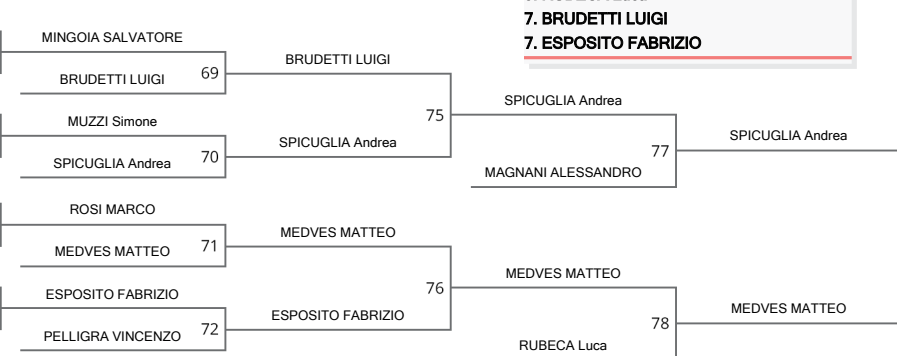 7. BRUDETTI LUIGI
7. ESPOSITO FABRIZIO
MINGOIA SALVATORE
BRUDETTI LUIGI
69
BRUDETTI LUIGI
MUZZI Simone
SPICUGLIA Andrea
70
SPICUGLIA Andrea
75
SPICUGLIA Andrea
MAGNANI ALESSANDRO
77
SPICUGLIA Andrea
ROSI MARCO
MEDVES MATTEO
71
MEDVES MATTEO
ESPOSITO FABRIZIO
PELLIGRA VINCENZO
72
ESPOSITO FABRIZIO
76
MEDVES MATTEO
RUBECA Luca
78
MEDVES MATTEO